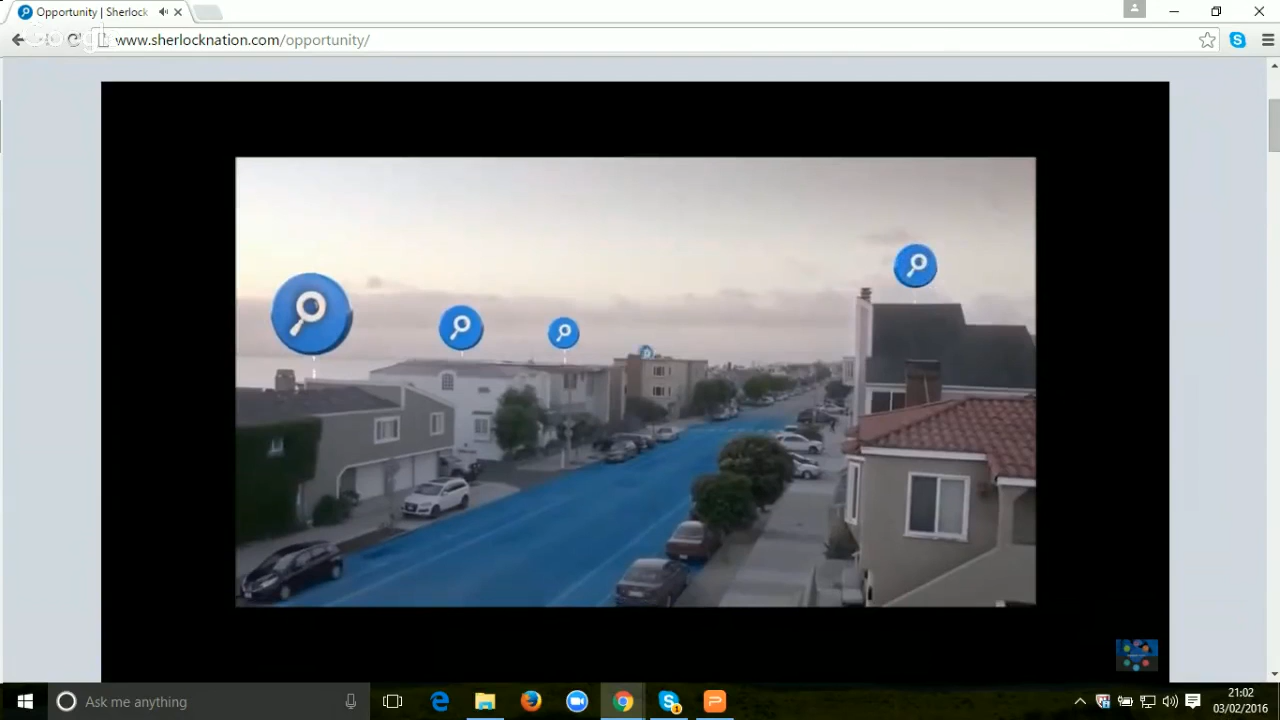 Opportunity | Sherlock
www.sherlocknation.com/opportunity/
Ask me anything
21:02
03/02/2016